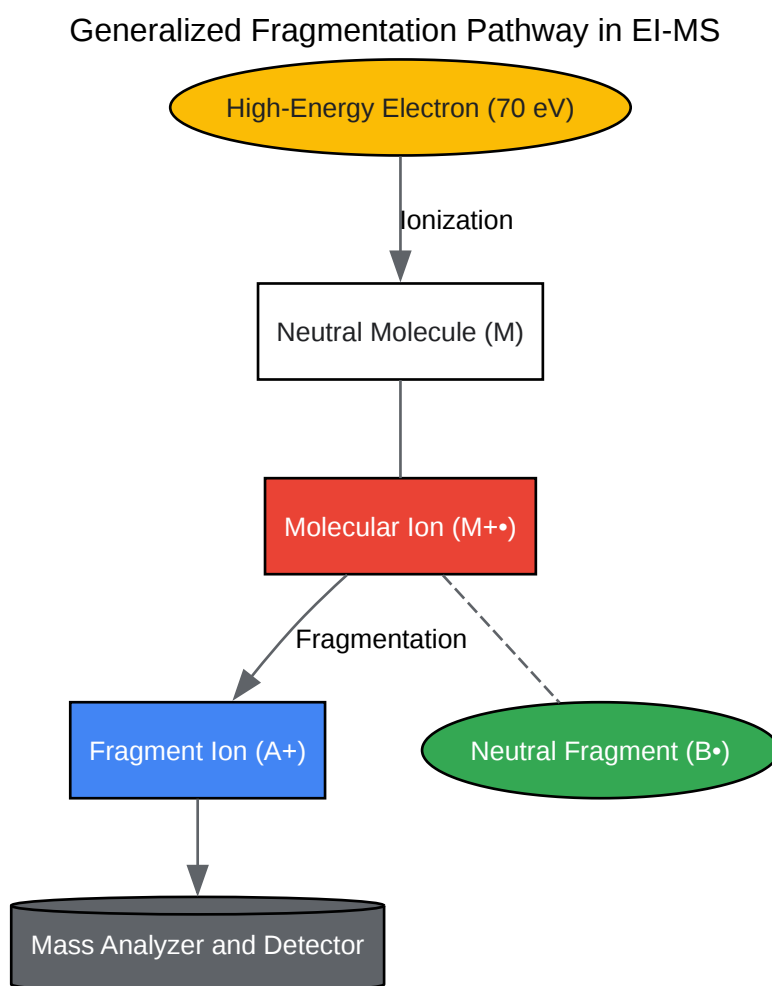 Generalized Fragmentation Pathway in EI-MS
High-Energy Electron (70 eV)
Ionization
Neutral Molecule (M)
Molecular Ion (M+•)
Fragmentation
Fragment Ion (A+)
Neutral Fragment (B•)
Mass Analyzer and Detector